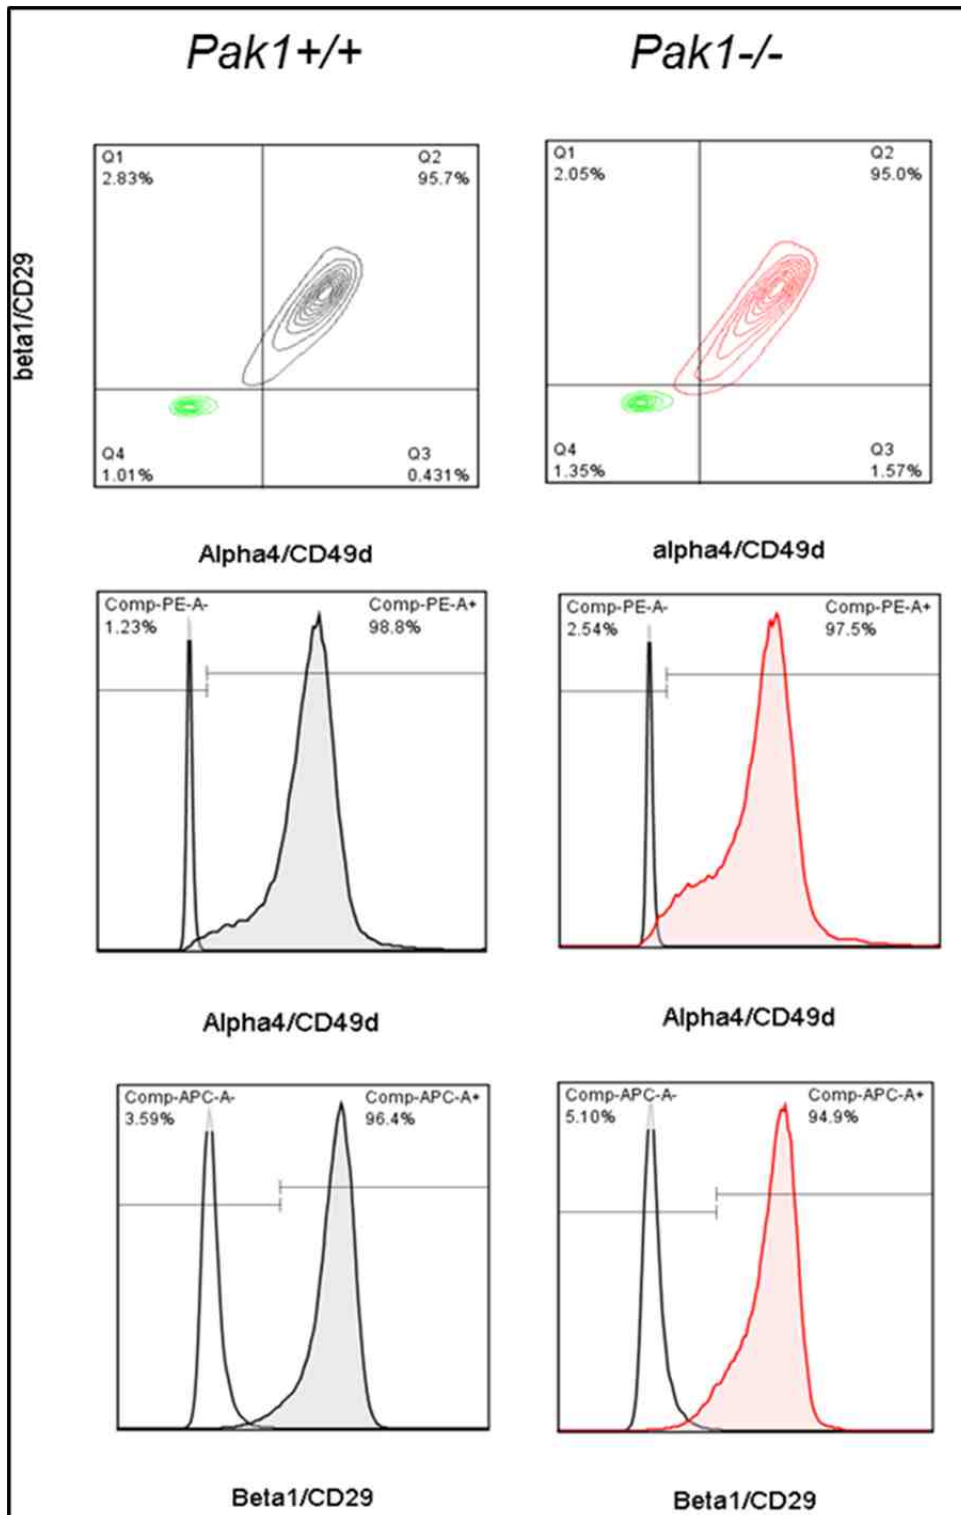 Pak1+/+ Pak1-/-
Q1 Q2 Q1 Q2
2.83% 95.7% 2.05% 95.0%
beta1/CD29
Q4 Q3 Q4 Q3
1.01% 0.431% 1.35% 1.57%
Alpha4/CD49d alpha4/CD49d
Comp-PE-A- Comp-PE-A+ Comp-PE-A- Comp-PE-A+
1.23% 98.8% 2.54% 97.5%
Alpha4/CD49d Alpha4/CD49d
Comp-APC-A- Comp-APC-A+ Comp-APC-A- Comp-APC-A+
3.59% 96.4% 5.10% 94.9%
Beta1/CD29 Beta1/CD29